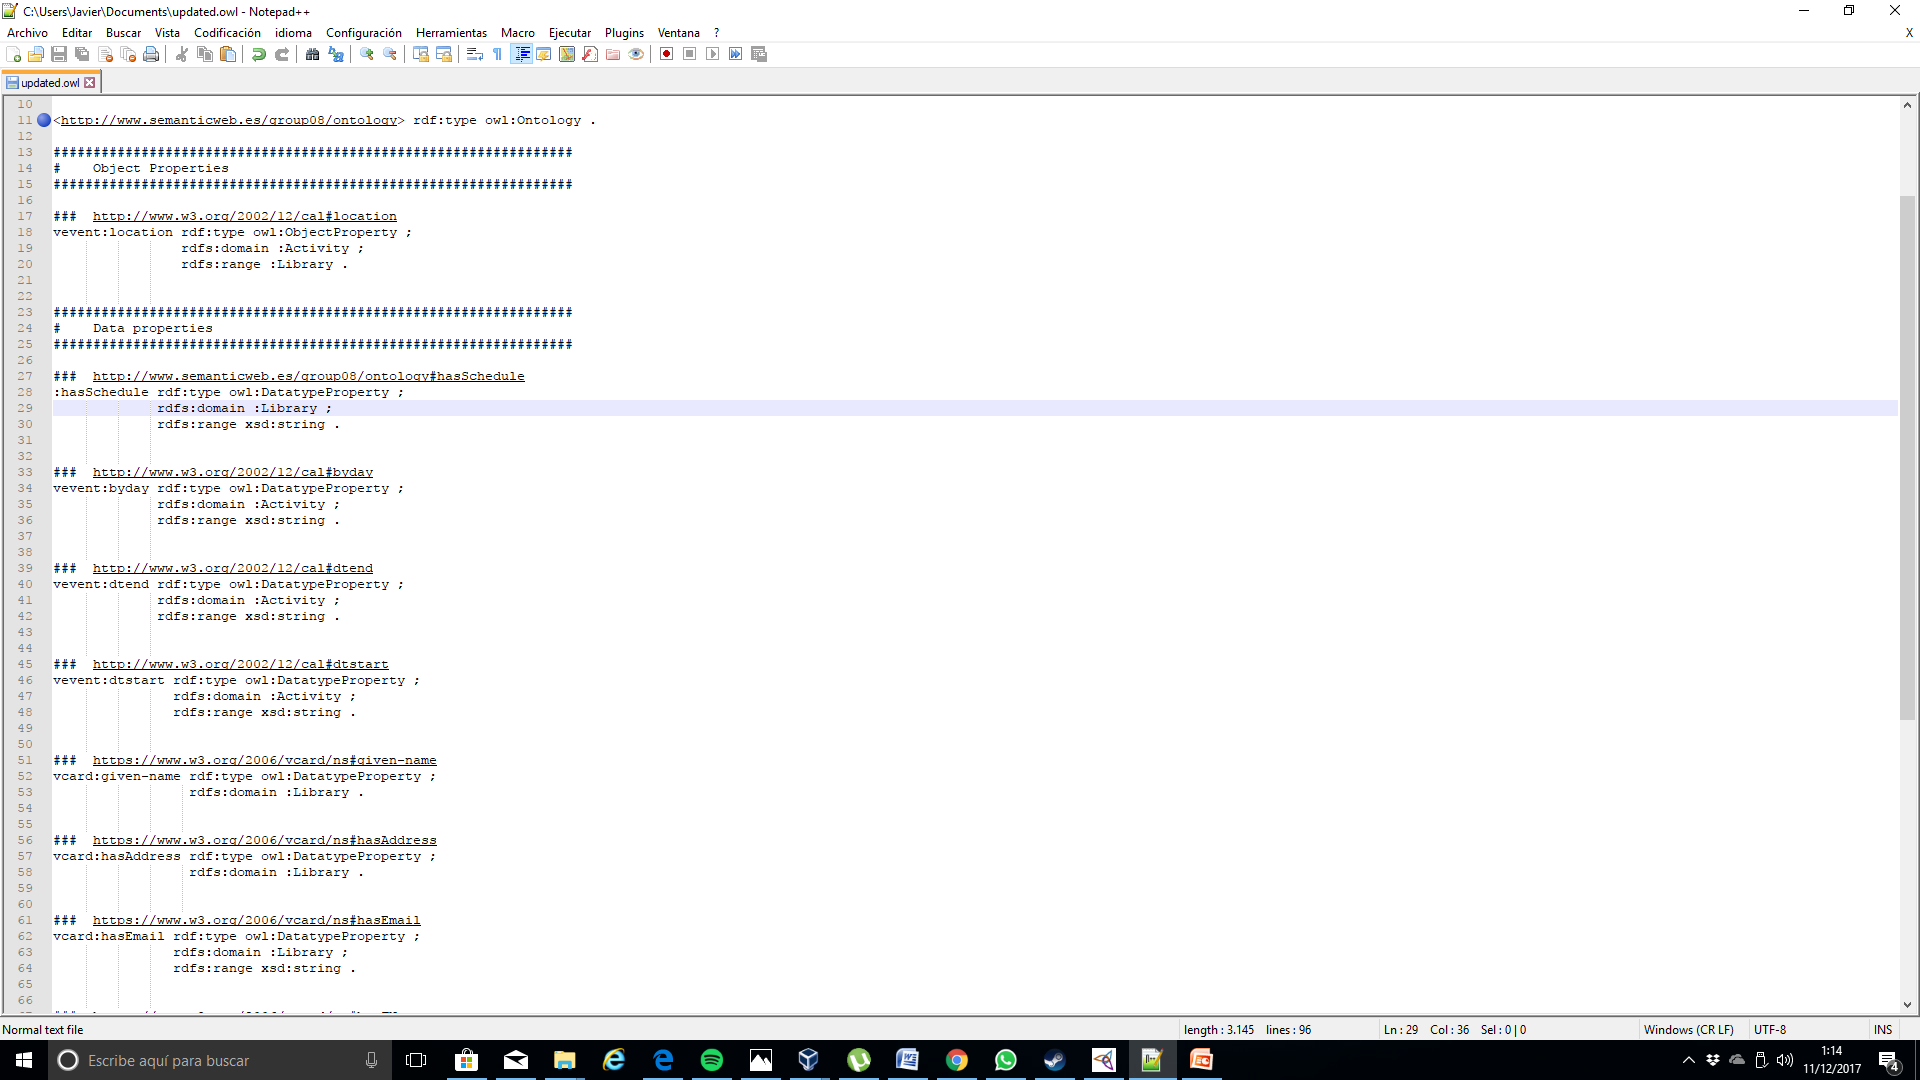 C:\Users\Javier\Documents\updated.owl - Notepad++
Archivo Editar Buscar Vista Codificación idioma Configuración Herramientas Macro Ejecutar Plugins Ventana ? X
updated.owl
10
11 <http://www.semanticweb.es/group08/ontology> rdf:type owl:Ontology .
12
13 #################################################################
14 #    Object Properties
15 #################################################################
16
17 ###  http://www.w3.org/2002/12/cal#location
18 vevent:location rdf:type owl:ObjectProperty ;
19                 rdfs:domain :Activity ;
20                 rdfs:range :Library .
21
22
23 #################################################################
24 #    Data properties
25 #################################################################
26
27 ###  http://www.semanticweb.es/group08/ontology#hasSchedule
28 :hasSchedule rdf:type owl:DatatypeProperty ;
29              rdfs:domain :Library ;
30              rdfs:range xsd:string .
31
32
33 ###  http://www.w3.org/2002/12/cal#byday
34 vevent:byday rdf:type owl:DatatypeProperty ;
35              rdfs:domain :Activity ;
36              rdfs:range xsd:string .
37
38
39 ###  http://www.w3.org/2002/12/cal#dtend
40 vevent:dtend rdf:type owl:DatatypeProperty ;
41              rdfs:domain :Activity ;
42              rdfs:range xsd:string .
43
44
45 ###  http://www.w3.org/2002/12/cal#dtstart
46 vevent:dtstart rdf:type owl:DatatypeProperty ;
47                rdfs:domain :Activity ;
48                rdfs:range xsd:string .
49
50
51 ###  https://www.w3.org/2006/vcard/ns#given-name
52 vcard:given-name rdf:type owl:DatatypeProperty ;
53                  rdfs:domain :Library .
54
55
56 ###  https://www.w3.org/2006/vcard/ns#hasAddress
57 vcard:hasAddress rdf:type owl:DatatypeProperty ;
58                  rdfs:domain :Library .
59
60
61 ###  https://www.w3.org/2006/vcard/ns#hasEmail
62 vcard:hasEmail rdf:type owl:DatatypeProperty ;
63                rdfs:domain :Library ;
64                rdfs:range xsd:string .
65
66
Normal text file length : 3.145 lines : 96 Ln : 29 Col : 36 Sel : 0 | 0 Windows (CR LF) UTF-8 INS
Escribe aquí para buscar
1:14
11/12/2017
4